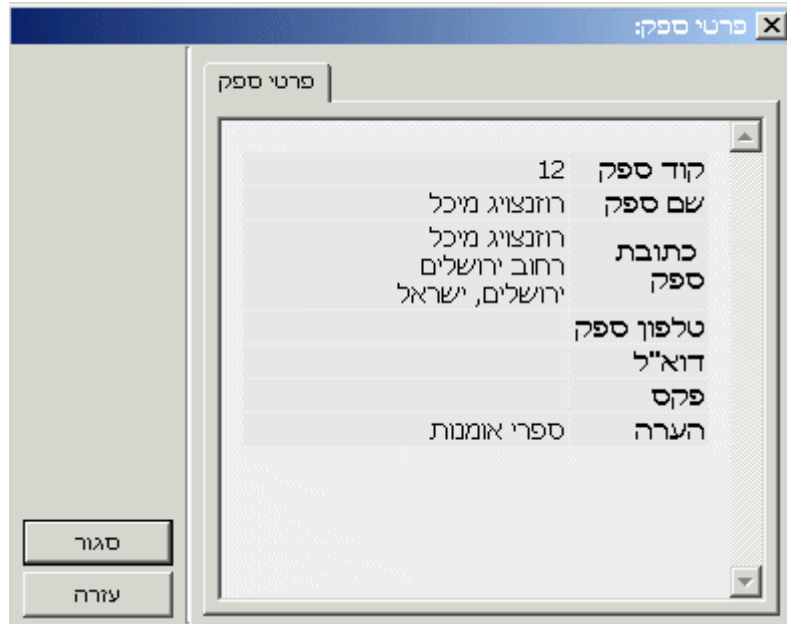 פרטי ספק:
פרטי ספק
קוד ספק 12
שם ספק רוזנצויג מיכל
כתובת ספק רוזנצויג מיכל
רחוב ירושלים
ירושלים, ישראל
טלפון ספק
דוא"ל
פקס
הערה ספרי אומנות
סגור
עזרה